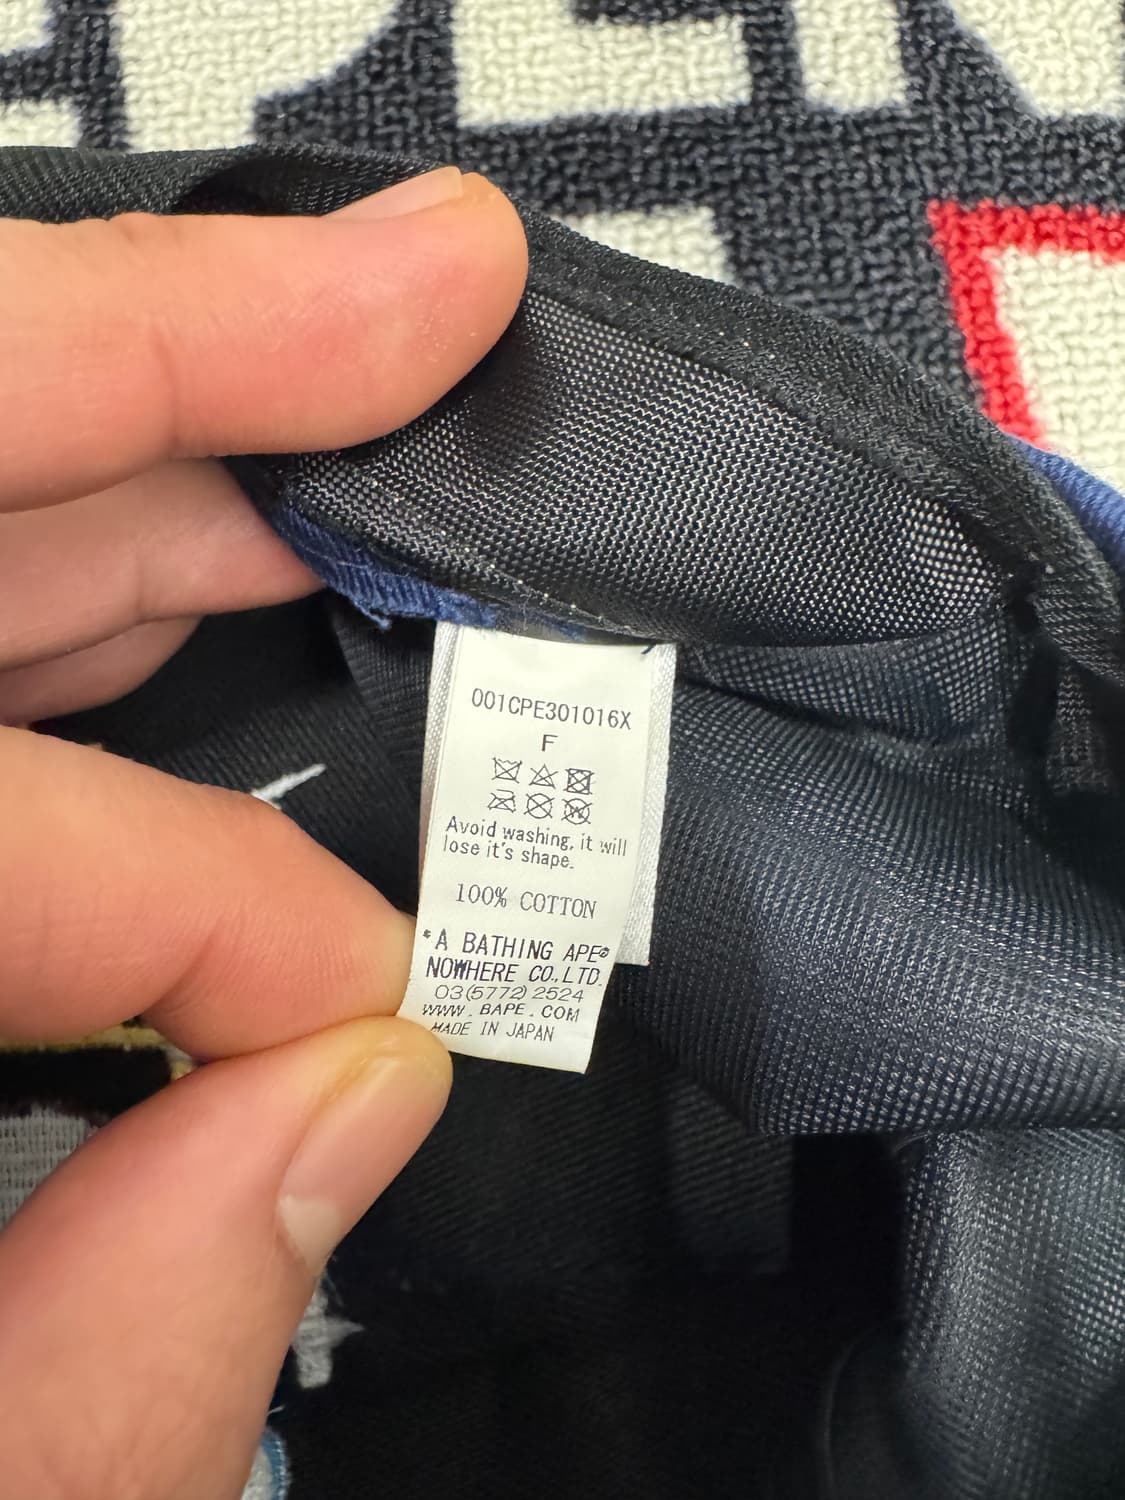 001CPE301016X
F
Avoid washing, it will
lose it's shape.
100% COTTON
*A BATHING APE®
NOWHERE CO.,LTD.
03(5772)2524
WWW.BAPE.COM
MADE IN JAPAN